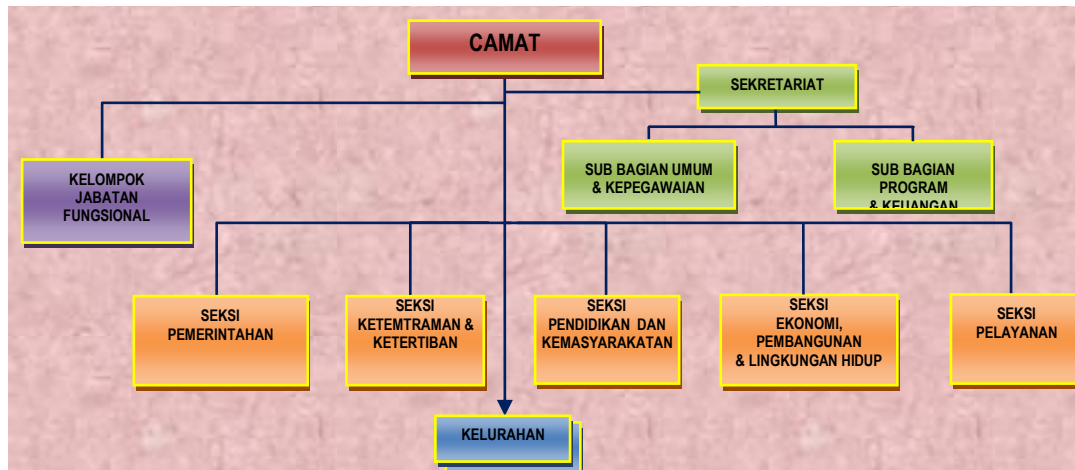 CAMAT
SEKRETARIAT
KELOMPOK
JABATAN
FUNGSIONAL
SUB BAGIAN UMUM
& KEPEGAWAIAN
SUB BAGIAN
PROGRAM
& KEUANGAN
SEKSI
PEMERINTAHAN
SEKSI
KETEMTRAMAN &
KETERTIBAN
SEKSI
PENDIDIKAN DAN
KEMASYARAKATAN
SEKSI
EKONOMI,
PEMBANGUNAN
& LINGKUNGAN HIDUP
SEKSI
PELAYANAN
KELURAHAN